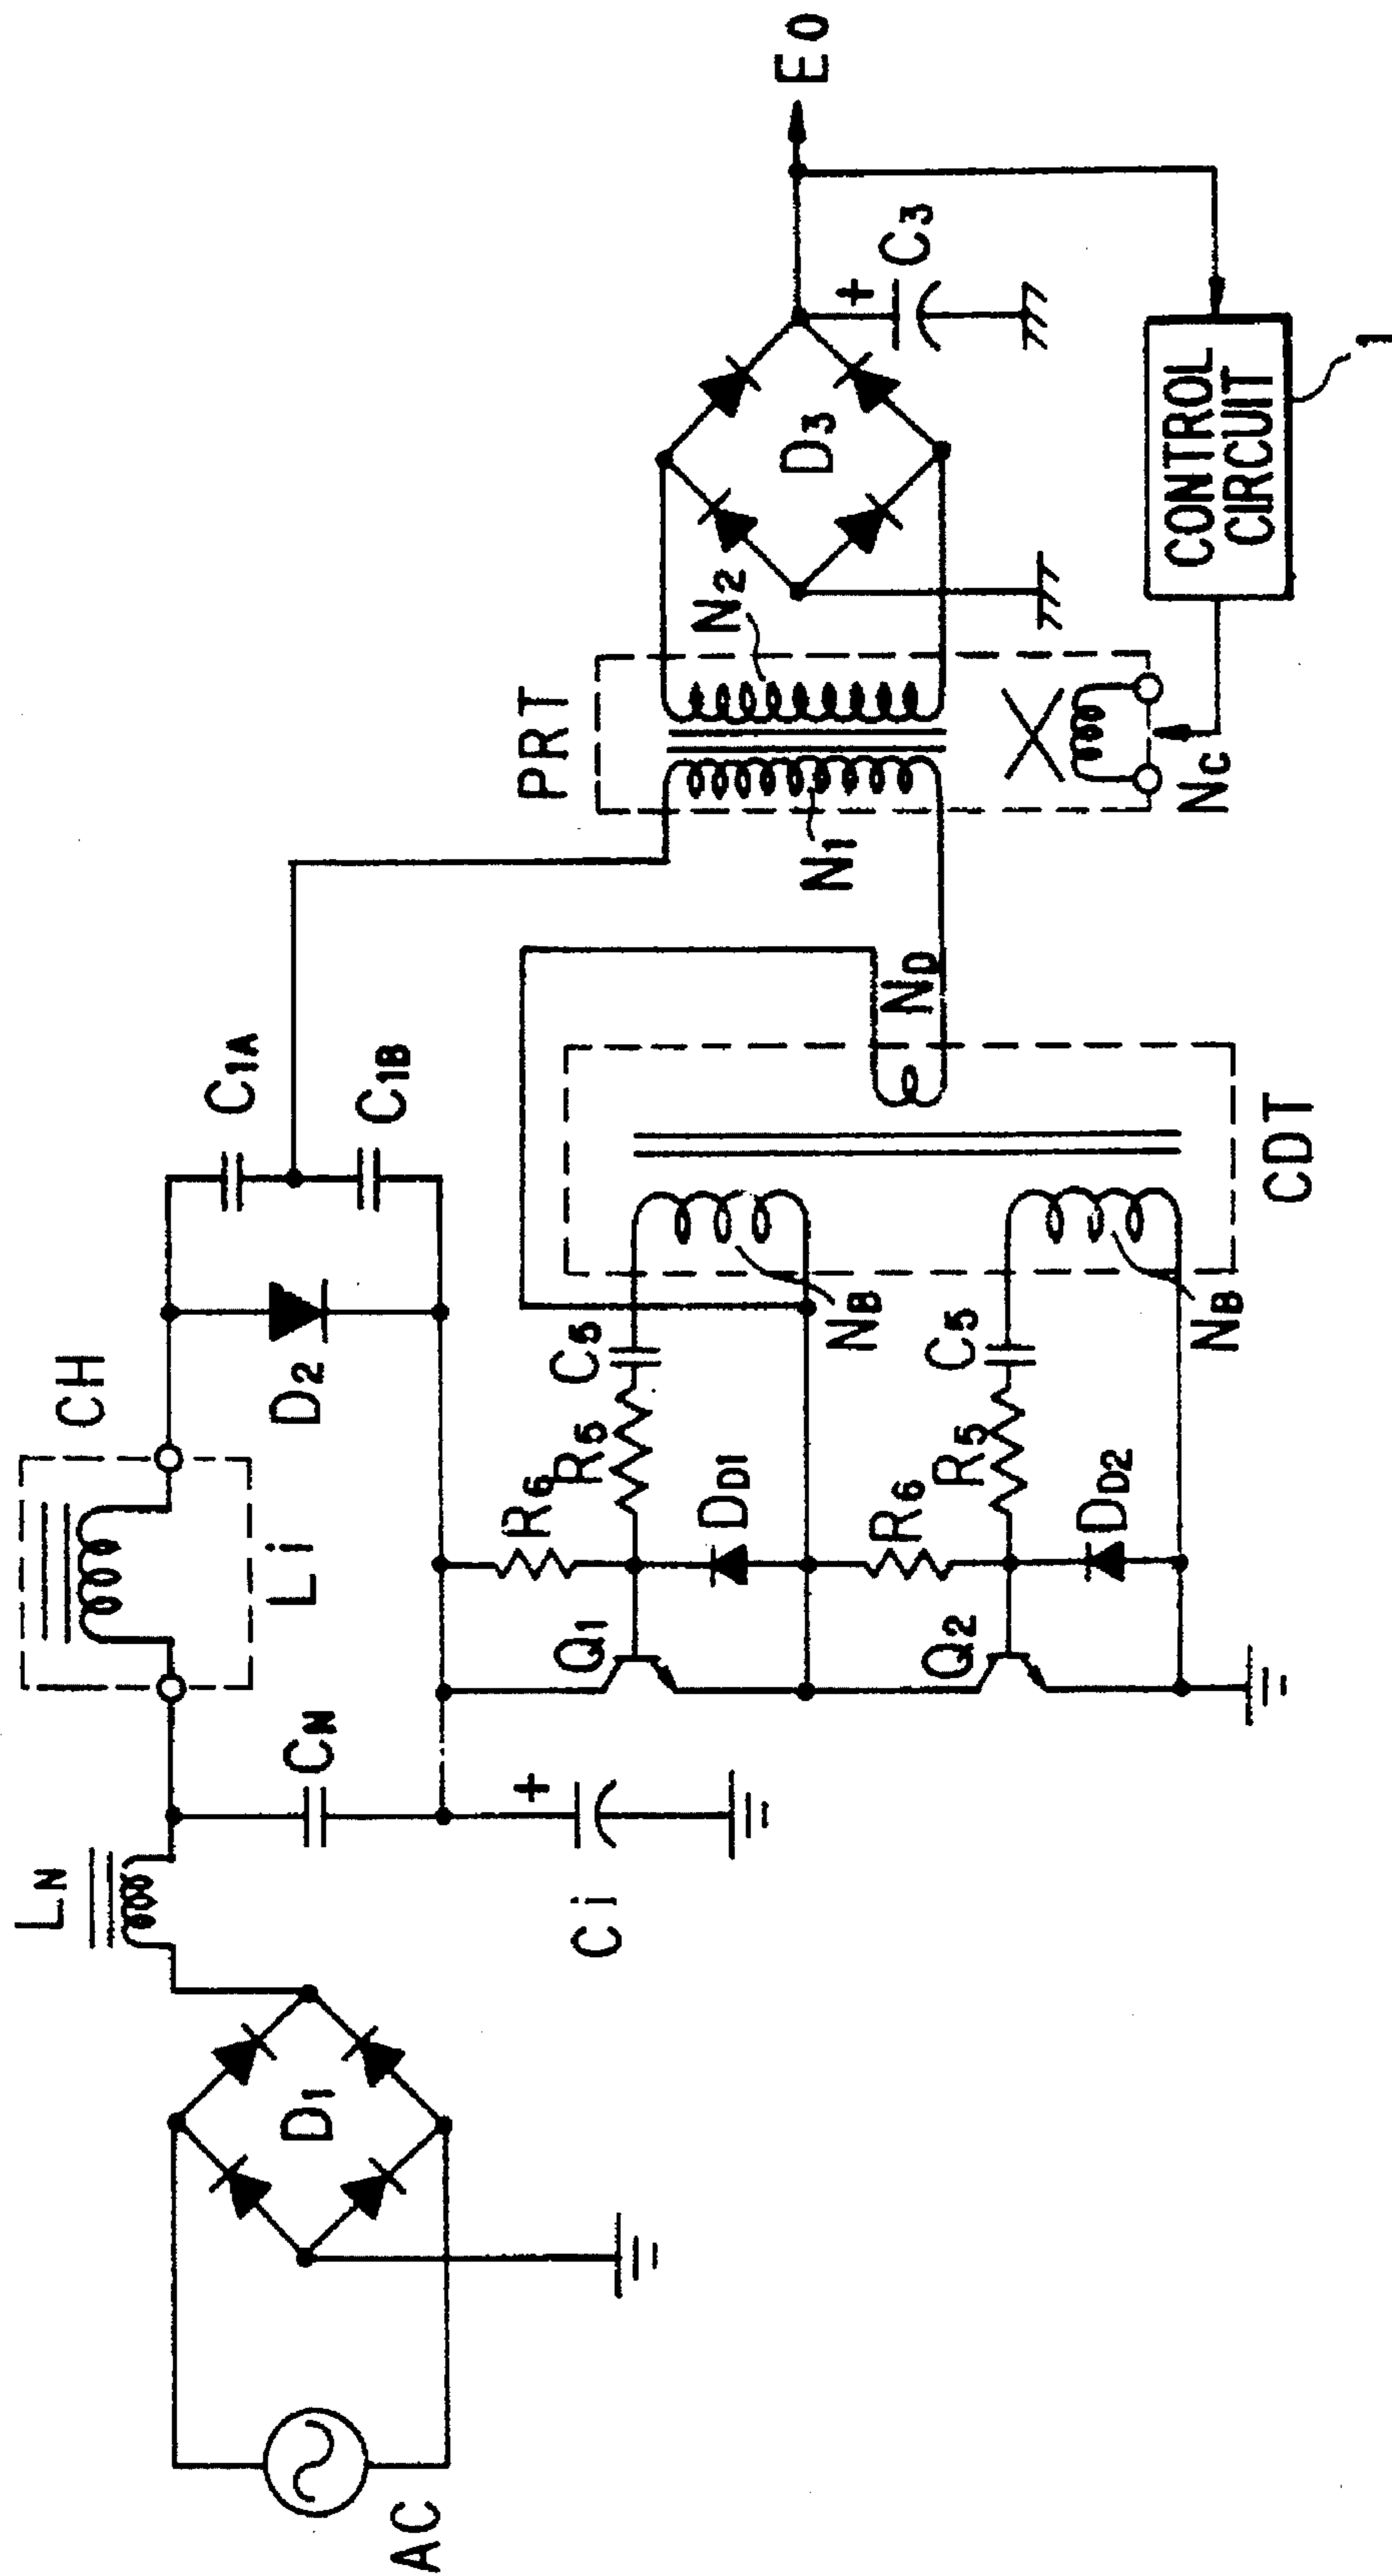 AC
D1
LN
CN
Ci
CH
Li
D2
C1A
C1B
Q1
R6
R5
C5
DD1
NB
Q2
R6
R5
C5
DD2
NB
CDT
ND
PRT
N1
N2
NC
D3
+
C3
+
E0
CONTROL
CIRCUIT
1